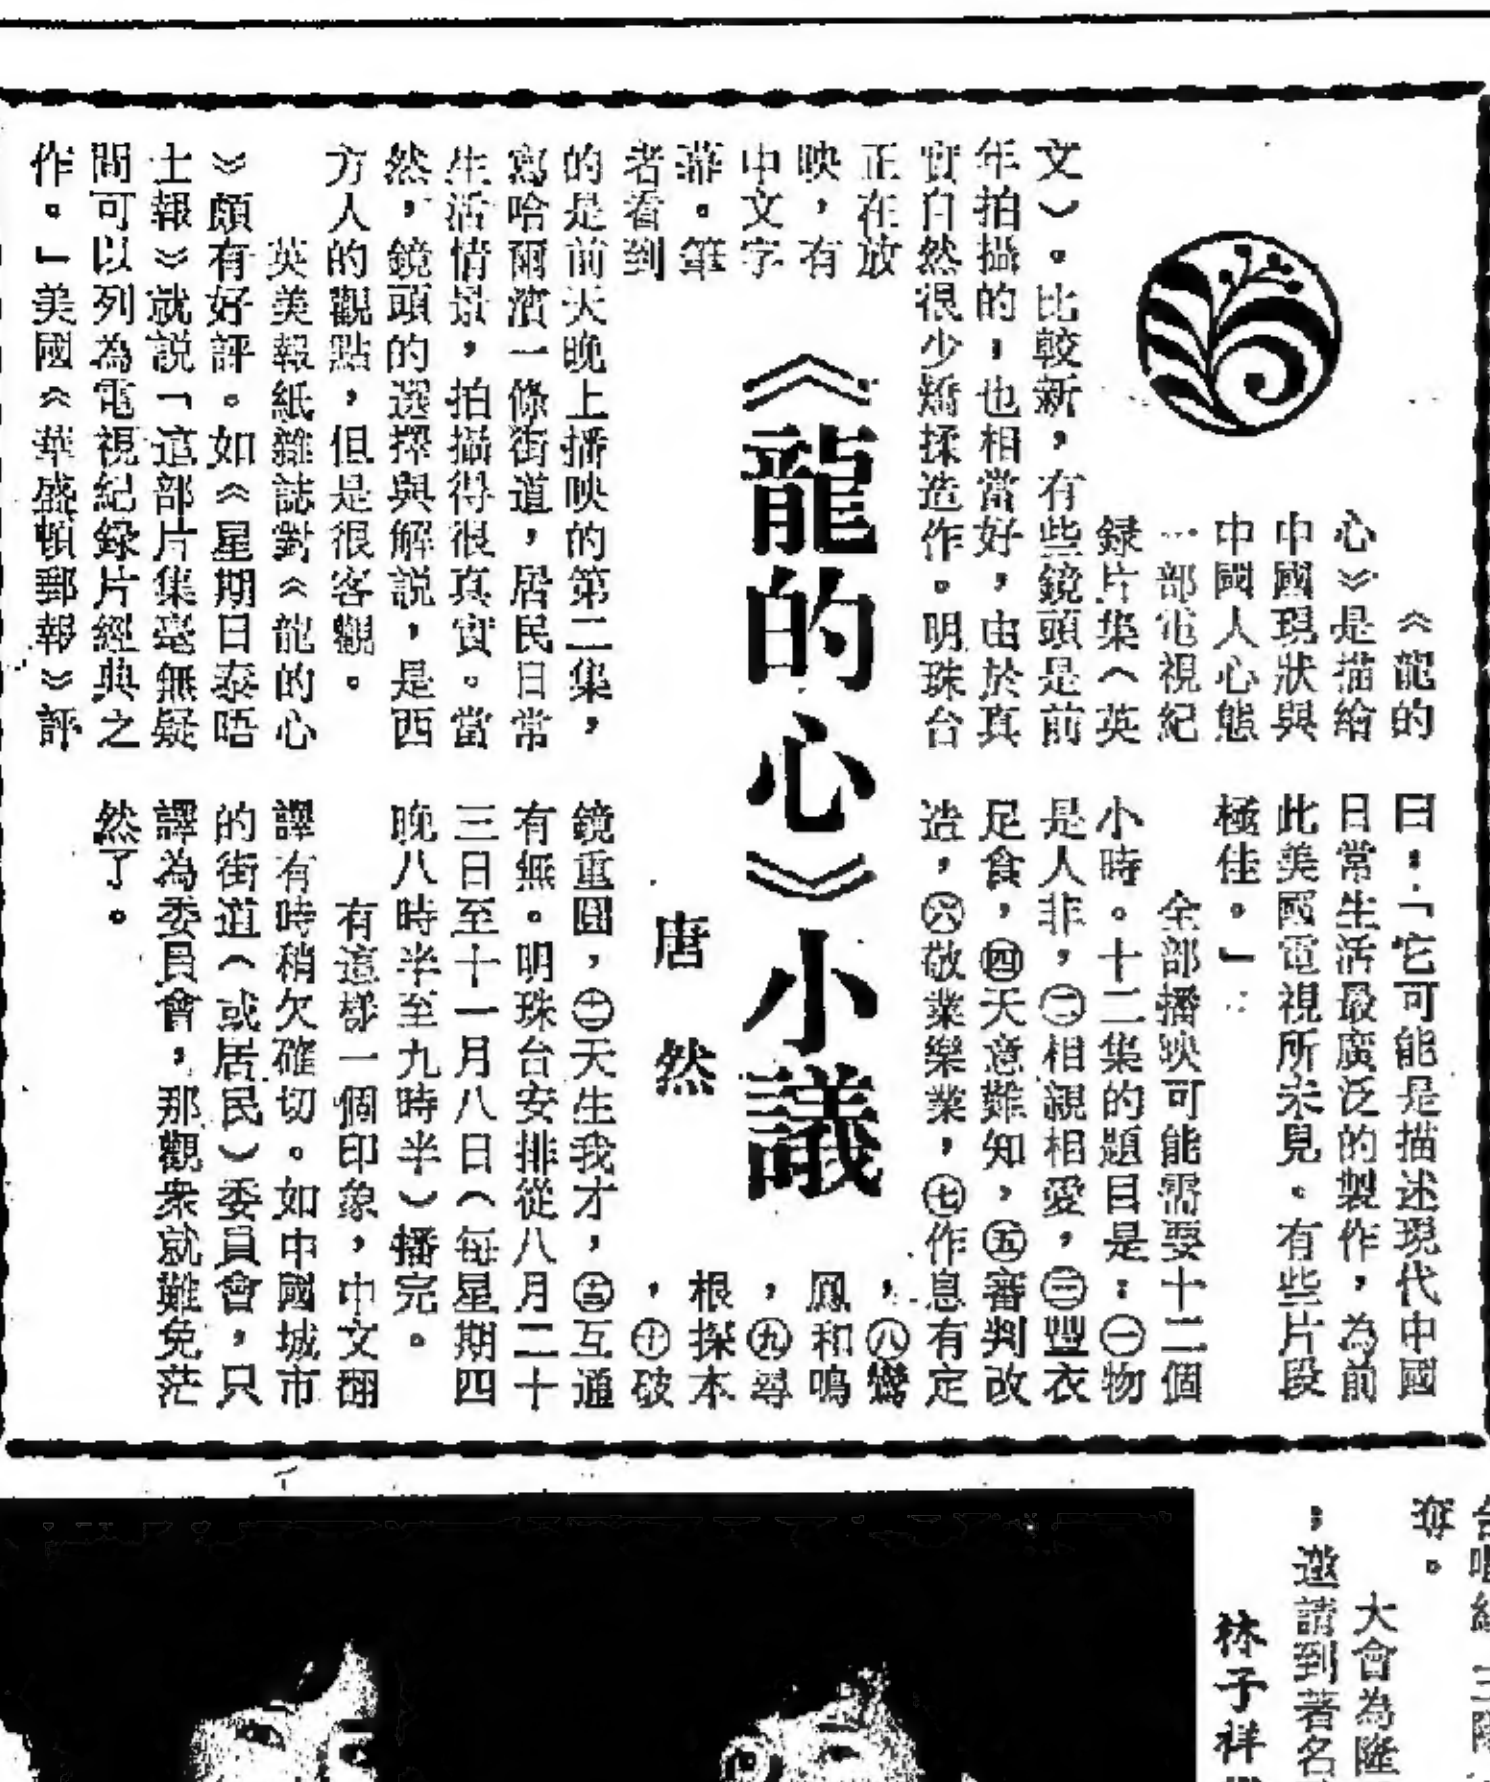 《龍的心》小議
唐然
《龍的
心》是描繪
中國現狀與
中國人心態
一部電視紀
録片集（英
文）。比較新，有些鏡頭是前
年拍攝的，也相當好，由於真
實自然很少矯揉造作。明珠台
正在放
映，有
中文字
幕。筆
者看到
的是前天晚上播映的第二集，
寫哈爾濱一條街道，居民日常
生活情景，拍攝得很真實。當
然，鏡頭的選擇與解説，是西
方人的觀點，但是很客觀。
英美報紙雜誌對《龍的心
》頗有好評。如《星期日泰晤
士報》就説「這部片集毫無疑
問可以列為電視紀錄片經典之
作。」美國《華盛頓郵報》評
曰：「它可能是描述現代中國
日常生活最廣泛的製作，為前
此美國電視所未見。有些片段
極佳。」
全部播映可能需要十二個
小時。十二集的題目是：㊀物
是人非，㊁相親相愛，㊂豐衣
足食，㊃天意難知，㊄審判改
造，㊅敬業樂業，㊆作息有定
，㊇鸞
鳳和鳴
，㊈尋
根探本
，㊉破
鏡重圓，(十一)天生我才，(十二)互通
有無。明珠台安排從八月二十
三日至十一月八日（每星期四
晚八時半至九時半）播完。
有這樣一個印象，中文翻
譯有時稍欠確切。如中國城市
的街道（或居民）委員會，只
譯為委員會，那觀衆就難免茫
然了。
奪。
大會為隆
，邀請到著名
林子祥